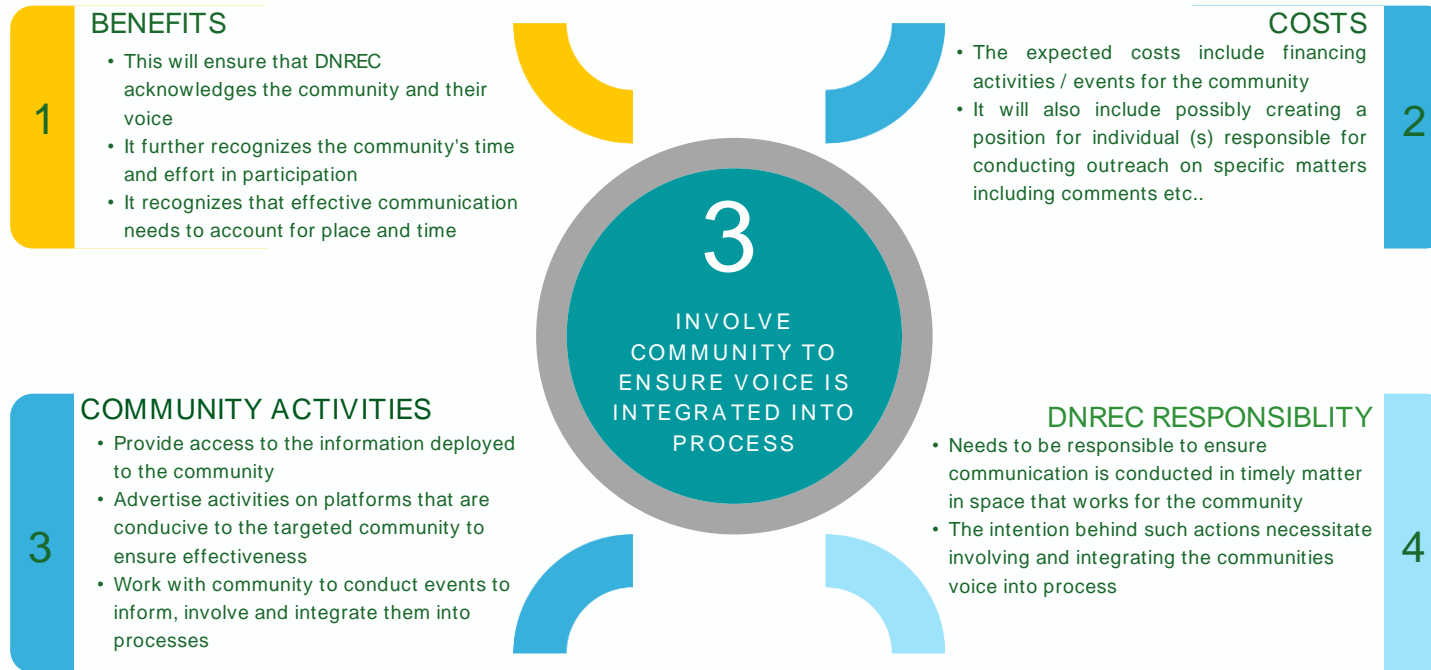 1
BENEFITS
• This will ensure that DNREC
acknowledges the community and their
voice
• It further recognizes the community's time
and effort in participation
• It recognizes that effective communication
needs to account for place and time
COSTS
• The expected costs include financing
activities / events for the community
• It will also include possibly creating a
position for individual (s) responsible for
conducting outreach on specific matters
including comments etc..
2
3
INVOLVE
COMMUNITY TO
ENSURE VOICE IS
INTEGRATED INTO
PROCESS
3
COMMUNITY ACTIVITIES
• Provide access to the information deployed
to the community
• Advertise activities on platforms that are
conducive to the targeted community to
ensure effectiveness
• Work with community to conduct events to
inform, involve and integrate them into
processes
DNREC RESPONSIBLITY
• Needs to be responsible to ensure
communication is conducted in timely matter
in space that works for the community
• The intention behind such actions necessitate
involving and integrating the communities
voice into process
4